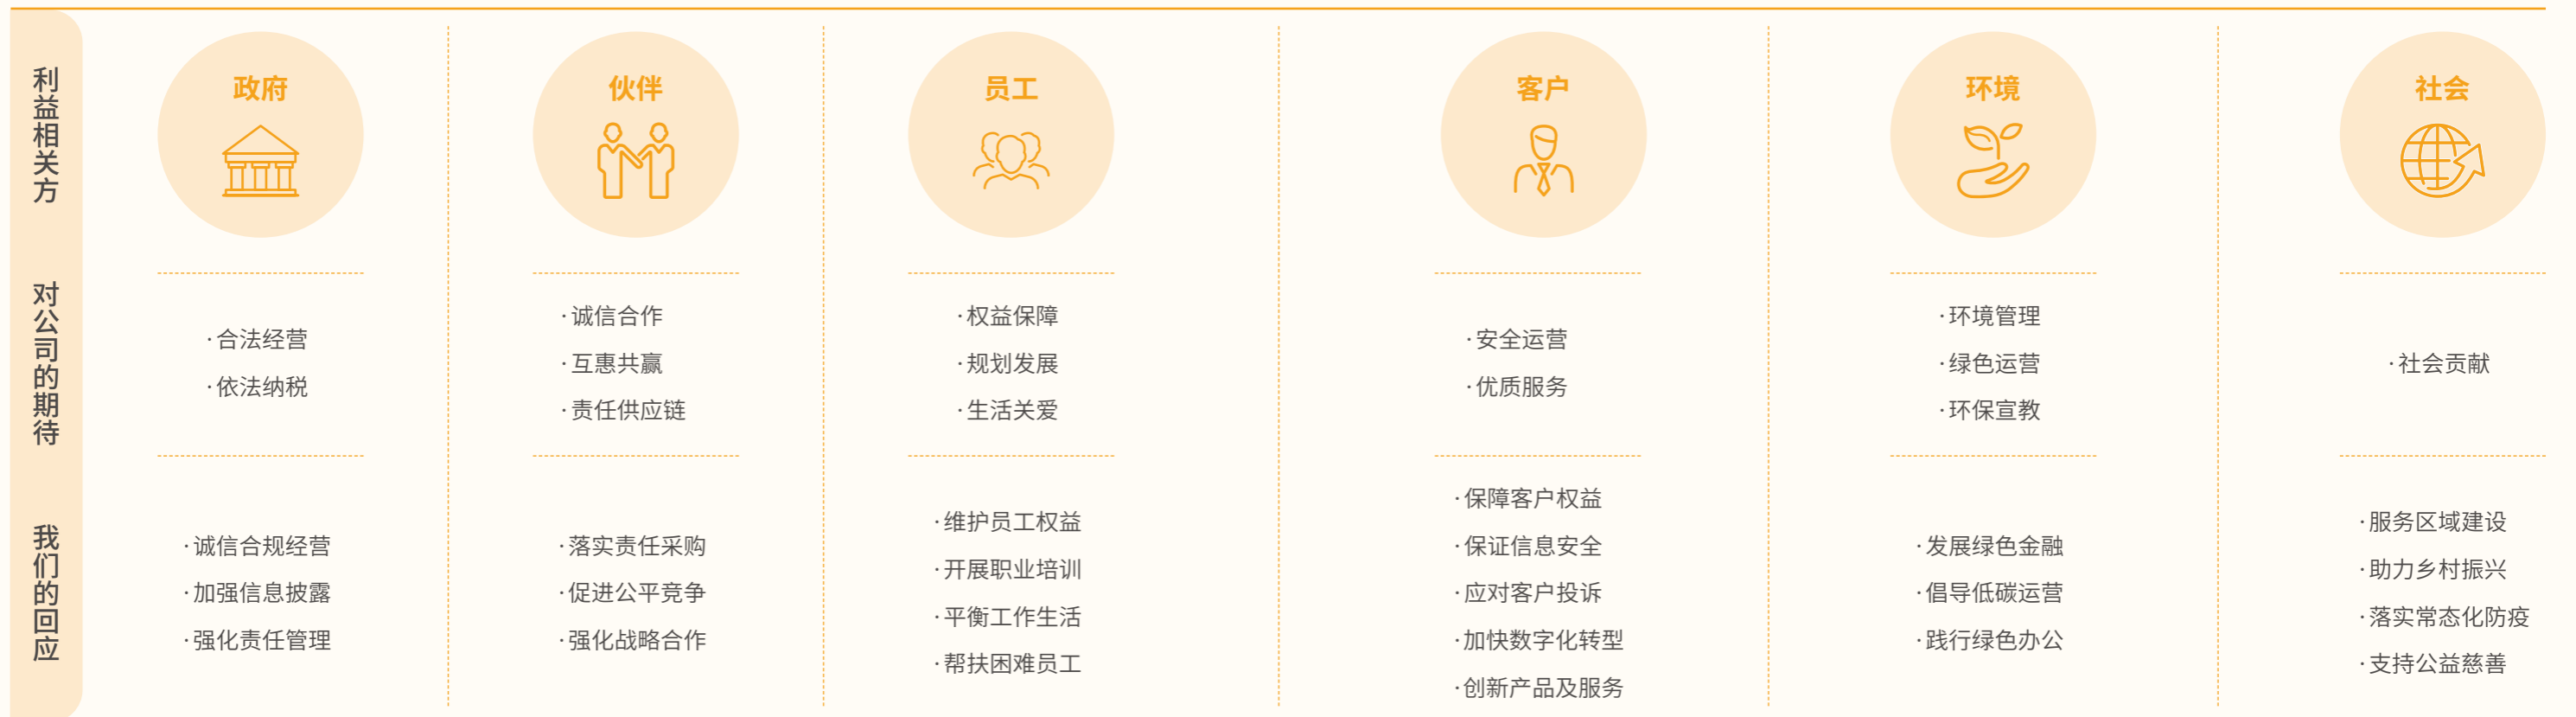 利益相关方
政府
伙伴
员工
客户
环境
社会
对公司的期待
·合法经营
·依法纳税
·诚信合作
·互惠共赢
·责任供应链
·权益保障
·规划发展
·生活关爱
·安全运营
·优质服务
·环境管理
·绿色运营
·环保宣教
·社会贡献
我们的回应
·诚信合规经营
·加强信息披露
·强化责任管理
·落实责任采购
·促进公平竞争
·强化战略合作
·维护员工权益
·开展职业培训
·平衡工作生活
·帮扶困难员工
·保障客户权益
·保证信息安全
·应对客户投诉
·加快数字化转型
·创新产品及服务
·发展绿色金融
·倡导低碳运营
·践行绿色办公
·服务区域建设
·助力乡村振兴
·落实常态化防疫
·支持公益慈善